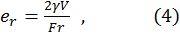 e_r = 2γV / Fr , (4)